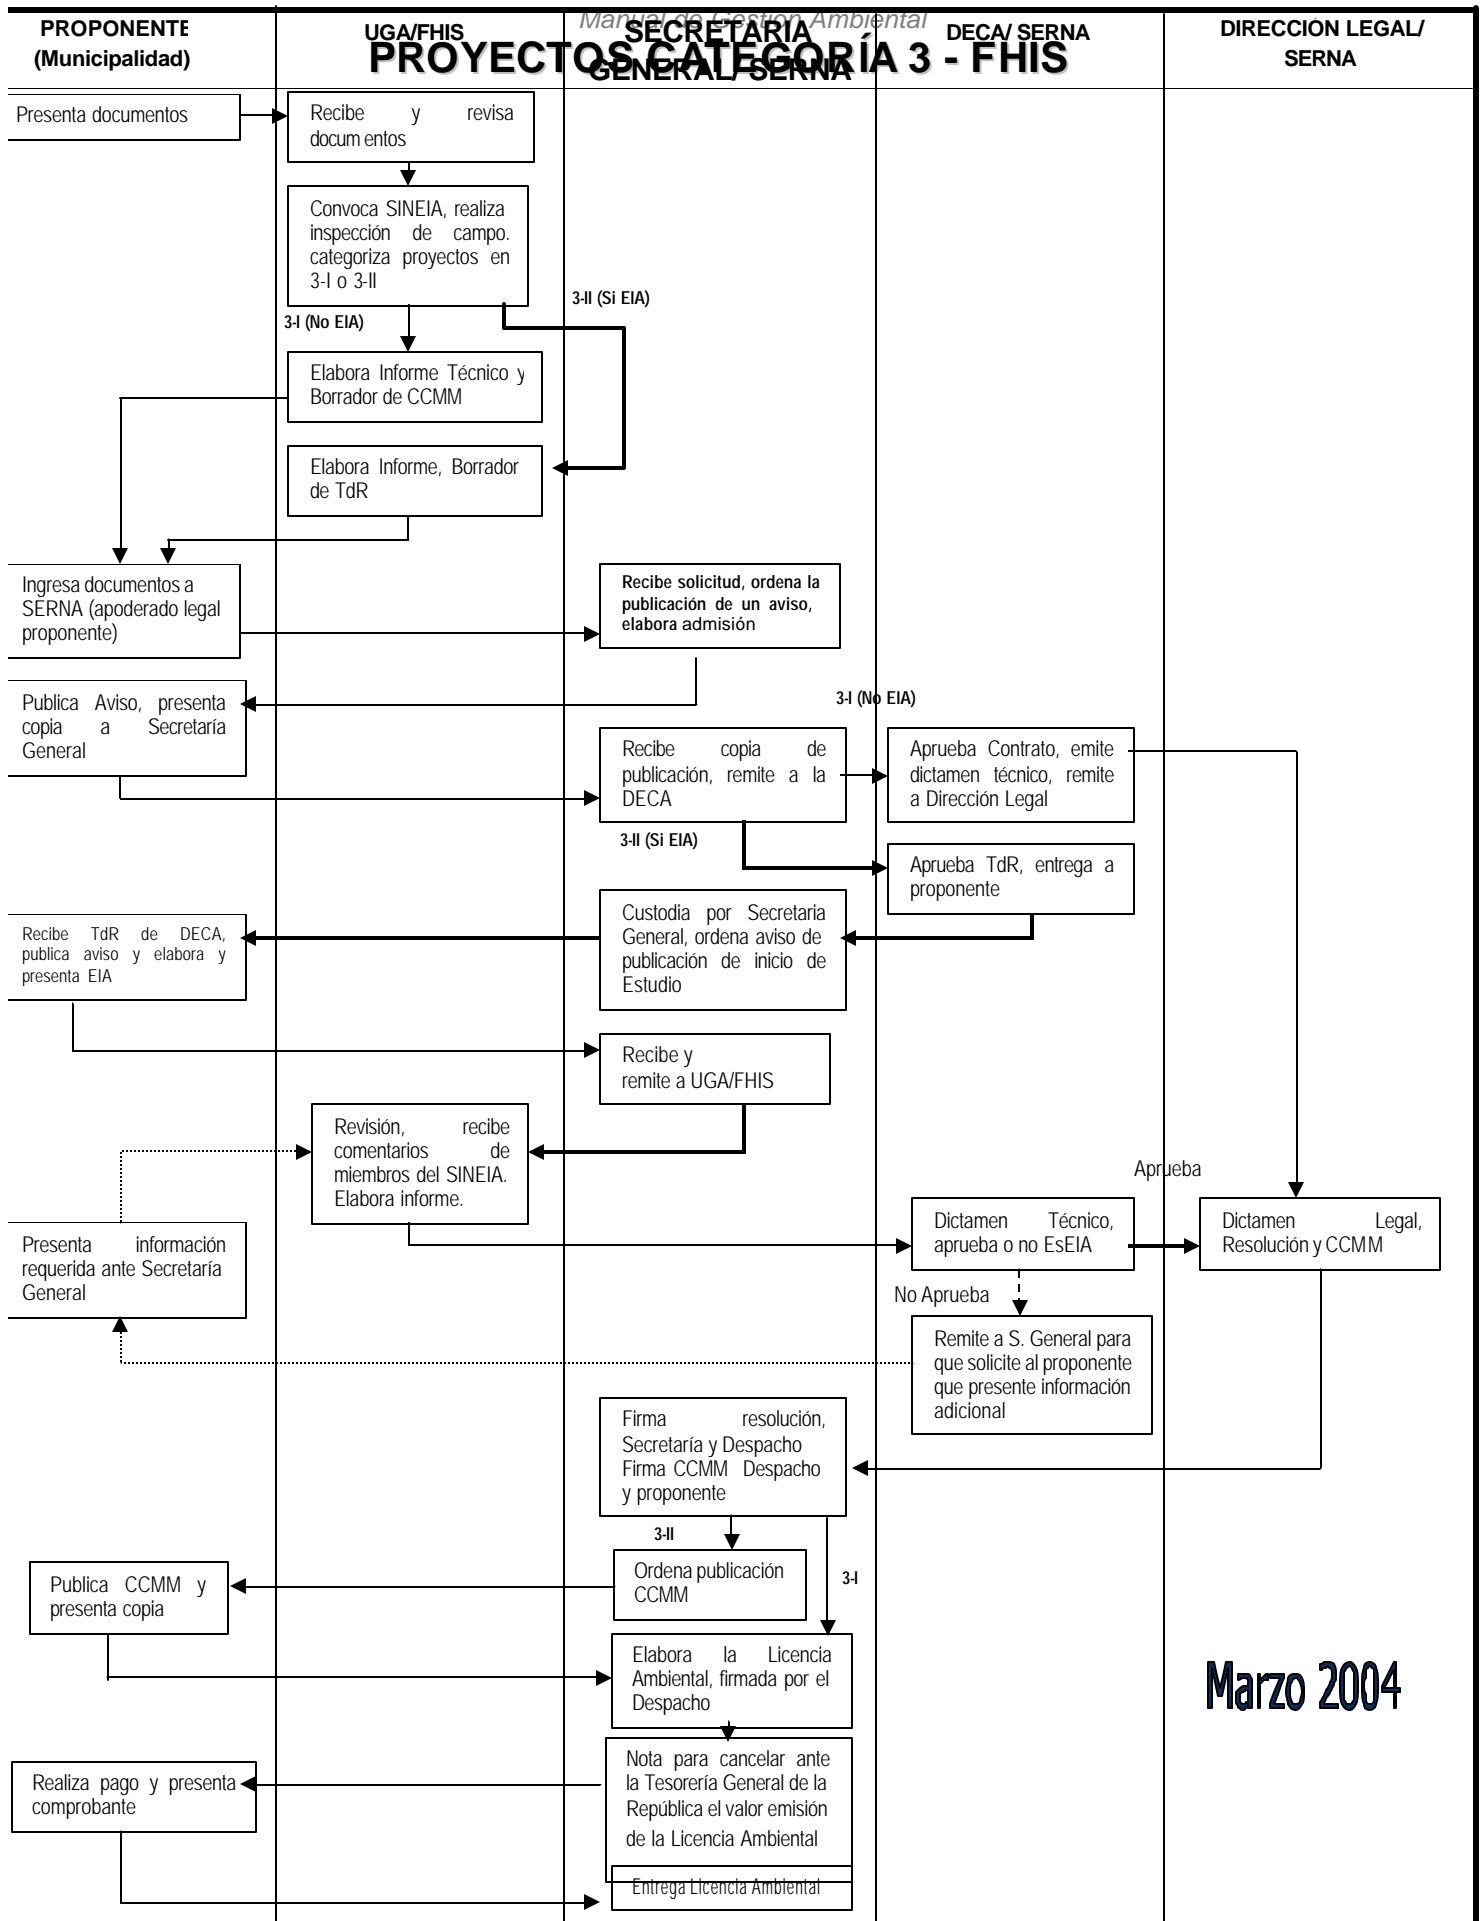 Manual de Gestión Ambiental
PROYECTOS CATEGORÍA 3 - FHIS
PROPONENTE
(Municipalidad)
UGA/FHIS
SECRETARIA
GENERAL/ SERNA
DECA/ SERNA
DIRECCIÓN LEGAL/
SERNA
Presenta documentos
Recibe y revisa
docum entos
Convoca SINEIA, realiza
inspección de campo.
categoriza proyectos en
3-I o 3-II
3-II (Si EIA)
3-I (No EIA)
Elabora Informe Técnico y
Borrador de CCMM
Elabora Informe, Borrador
de TdR
Ingresa documentos a
SERNA (apoderado legal
proponente)
Recibe solicitud, ordena la
publicación de un aviso,
elabora admisión
Publica Aviso, presenta
copia a Secretaría
General
3-I (No EIA)
Recibe copia de
publicación, remite a la
DECA
Aprueba Contrato, emite
dictamen técnico, remite
a Dirección Legal
3-II (Si EIA)
Aprueba TdR, entrega a
proponente
Custodia por Secretaria
General, ordena aviso de
publicación de inicio de
Estudio
Recibe TdR de DECA,
publica aviso y elabora y
presenta EIA
Recibe y
remite a UGA/FHIS
Revisión, recibe
comentarios de
miembros del SINEIA.
Elabora informe.
Aprueba
Dictamen Técnico,
aprueba o no EsEIA
Dictamen Legal,
Resolución y CCMM
Presenta información
requerida ante Secretaría
General
No Aprueba
Remite a S. General para
que solicite al proponente
que presente información
adicional
Firma resolución,
Secretaría y Despacho
Firma CCMM Despacho
y proponente
3-II
3-I
Ordena publicación
CCMM
Publica CCMM y
presenta copia
Elabora la Licencia
Ambiental, firmada por el
Despacho
Marzo 2004
Nota para cancelar ante
la Tesorería General de la
República el valor emisión
de la Licencia Ambiental
Realiza pago y presenta
comprobante
Entrega Licencia Ambiental